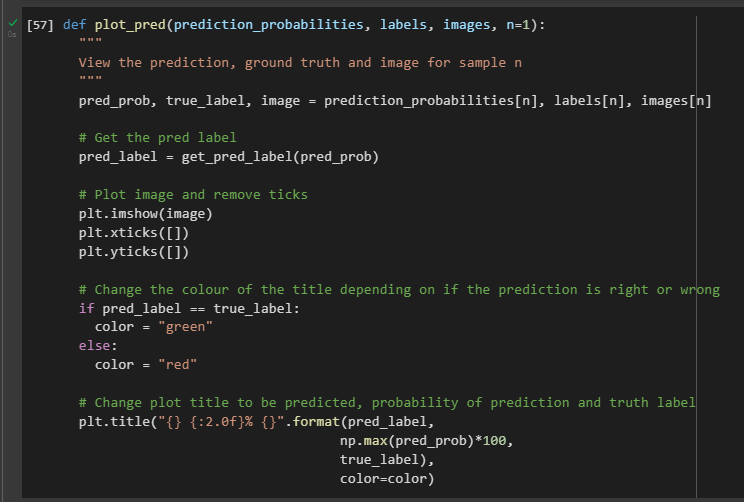 [57] def plot_pred(prediction_probabilities, labels, images, n=1):
"""
View the prediction, ground truth and image for sample n
"""
pred_prob, true_label, image = prediction_probabilities[n], labels[n], images[n]
# Get the pred label
pred_label = get_pred_label(pred_prob)
# Plot image and remove ticks
plt.imshow(image)
plt.xticks([])
plt.yticks([])
# Change the colour of the title depending on if the prediction is right or wrong
if pred_label == true_label:
color = "green"
else:
color = "red"
# Change plot title to be predicted, probability of prediction and truth label
plt.title("{} {:2.0f}% {}".format(pred_label,
np.max(pred_prob)*100,
true_label),
color=color)
0s